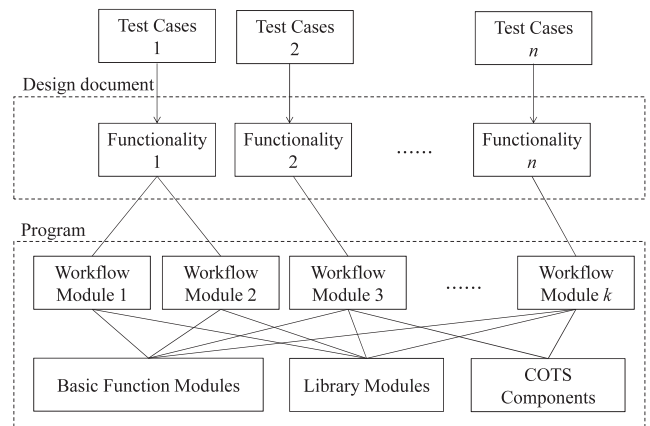 Test Cases
1
Test Cases
2
Test Cases
n
Design document
Functionality
1
Functionality
2
......
Functionality
n
Program
Workflow
Module 1
Workflow
Module 2
Workflow
Module 3
......
Workflow
Module k
Basic Function Modules
Library Modules
COTS
Components